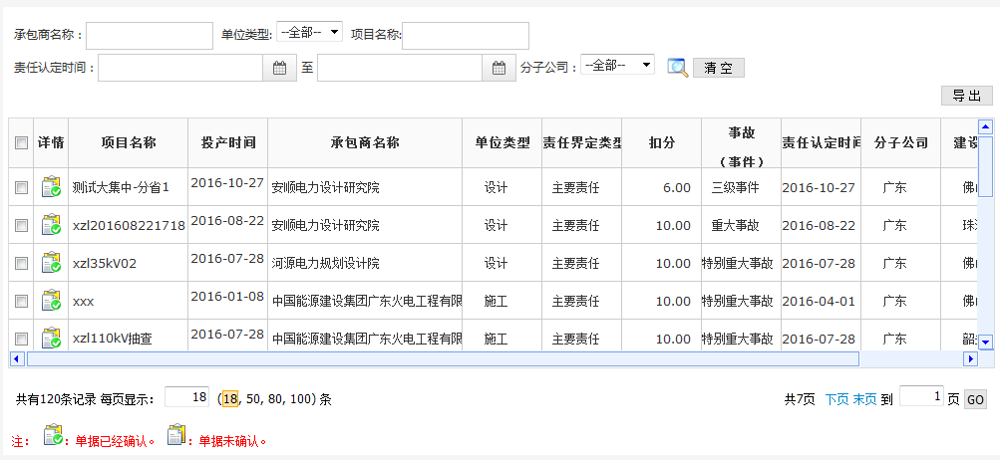 承包商名称： 单位类型: --全部-- 项目名称:
责任认定时间： 至 分子公司： --全部-- 清 空
导 出
详情 项目名称 投产时间 承包商名称 单位类型 责任界定类型 扣分 事故（事件） 责任认定时间 分子公司 建设
测试大集中-分省1 2016-10-27 安顺电力设计研究院 设计 主要责任 6.00 三级事件 2016-10-27 广东 佛
xzl201608221718 2016-08-22 安顺电力设计研究院 设计 主要责任 10.00 重大事故 2016-08-22 广东 珠
xzl35kV02 2016-07-28 河源电力规划设计院 设计 主要责任 10.00 特别重大事故 2016-07-28 广东 佛
xxx 2016-01-08 中国能源建设集团广东火电工程有限 施工 主要责任 10.00 特别重大事故 2016-04-01 广东 佛
xzl110kV抽查 2016-07-28 中国能源建设集团广东火电工程有限 施工 主要责任 10.00 特别重大事故 2016-07-28 广东 韶
共有120条记录 每页显示： 18 (18, 50, 80, 100) 条 共7页 下页 末页 到 1 页 GO
注： ：单据已经确认。 ：单据未确认。